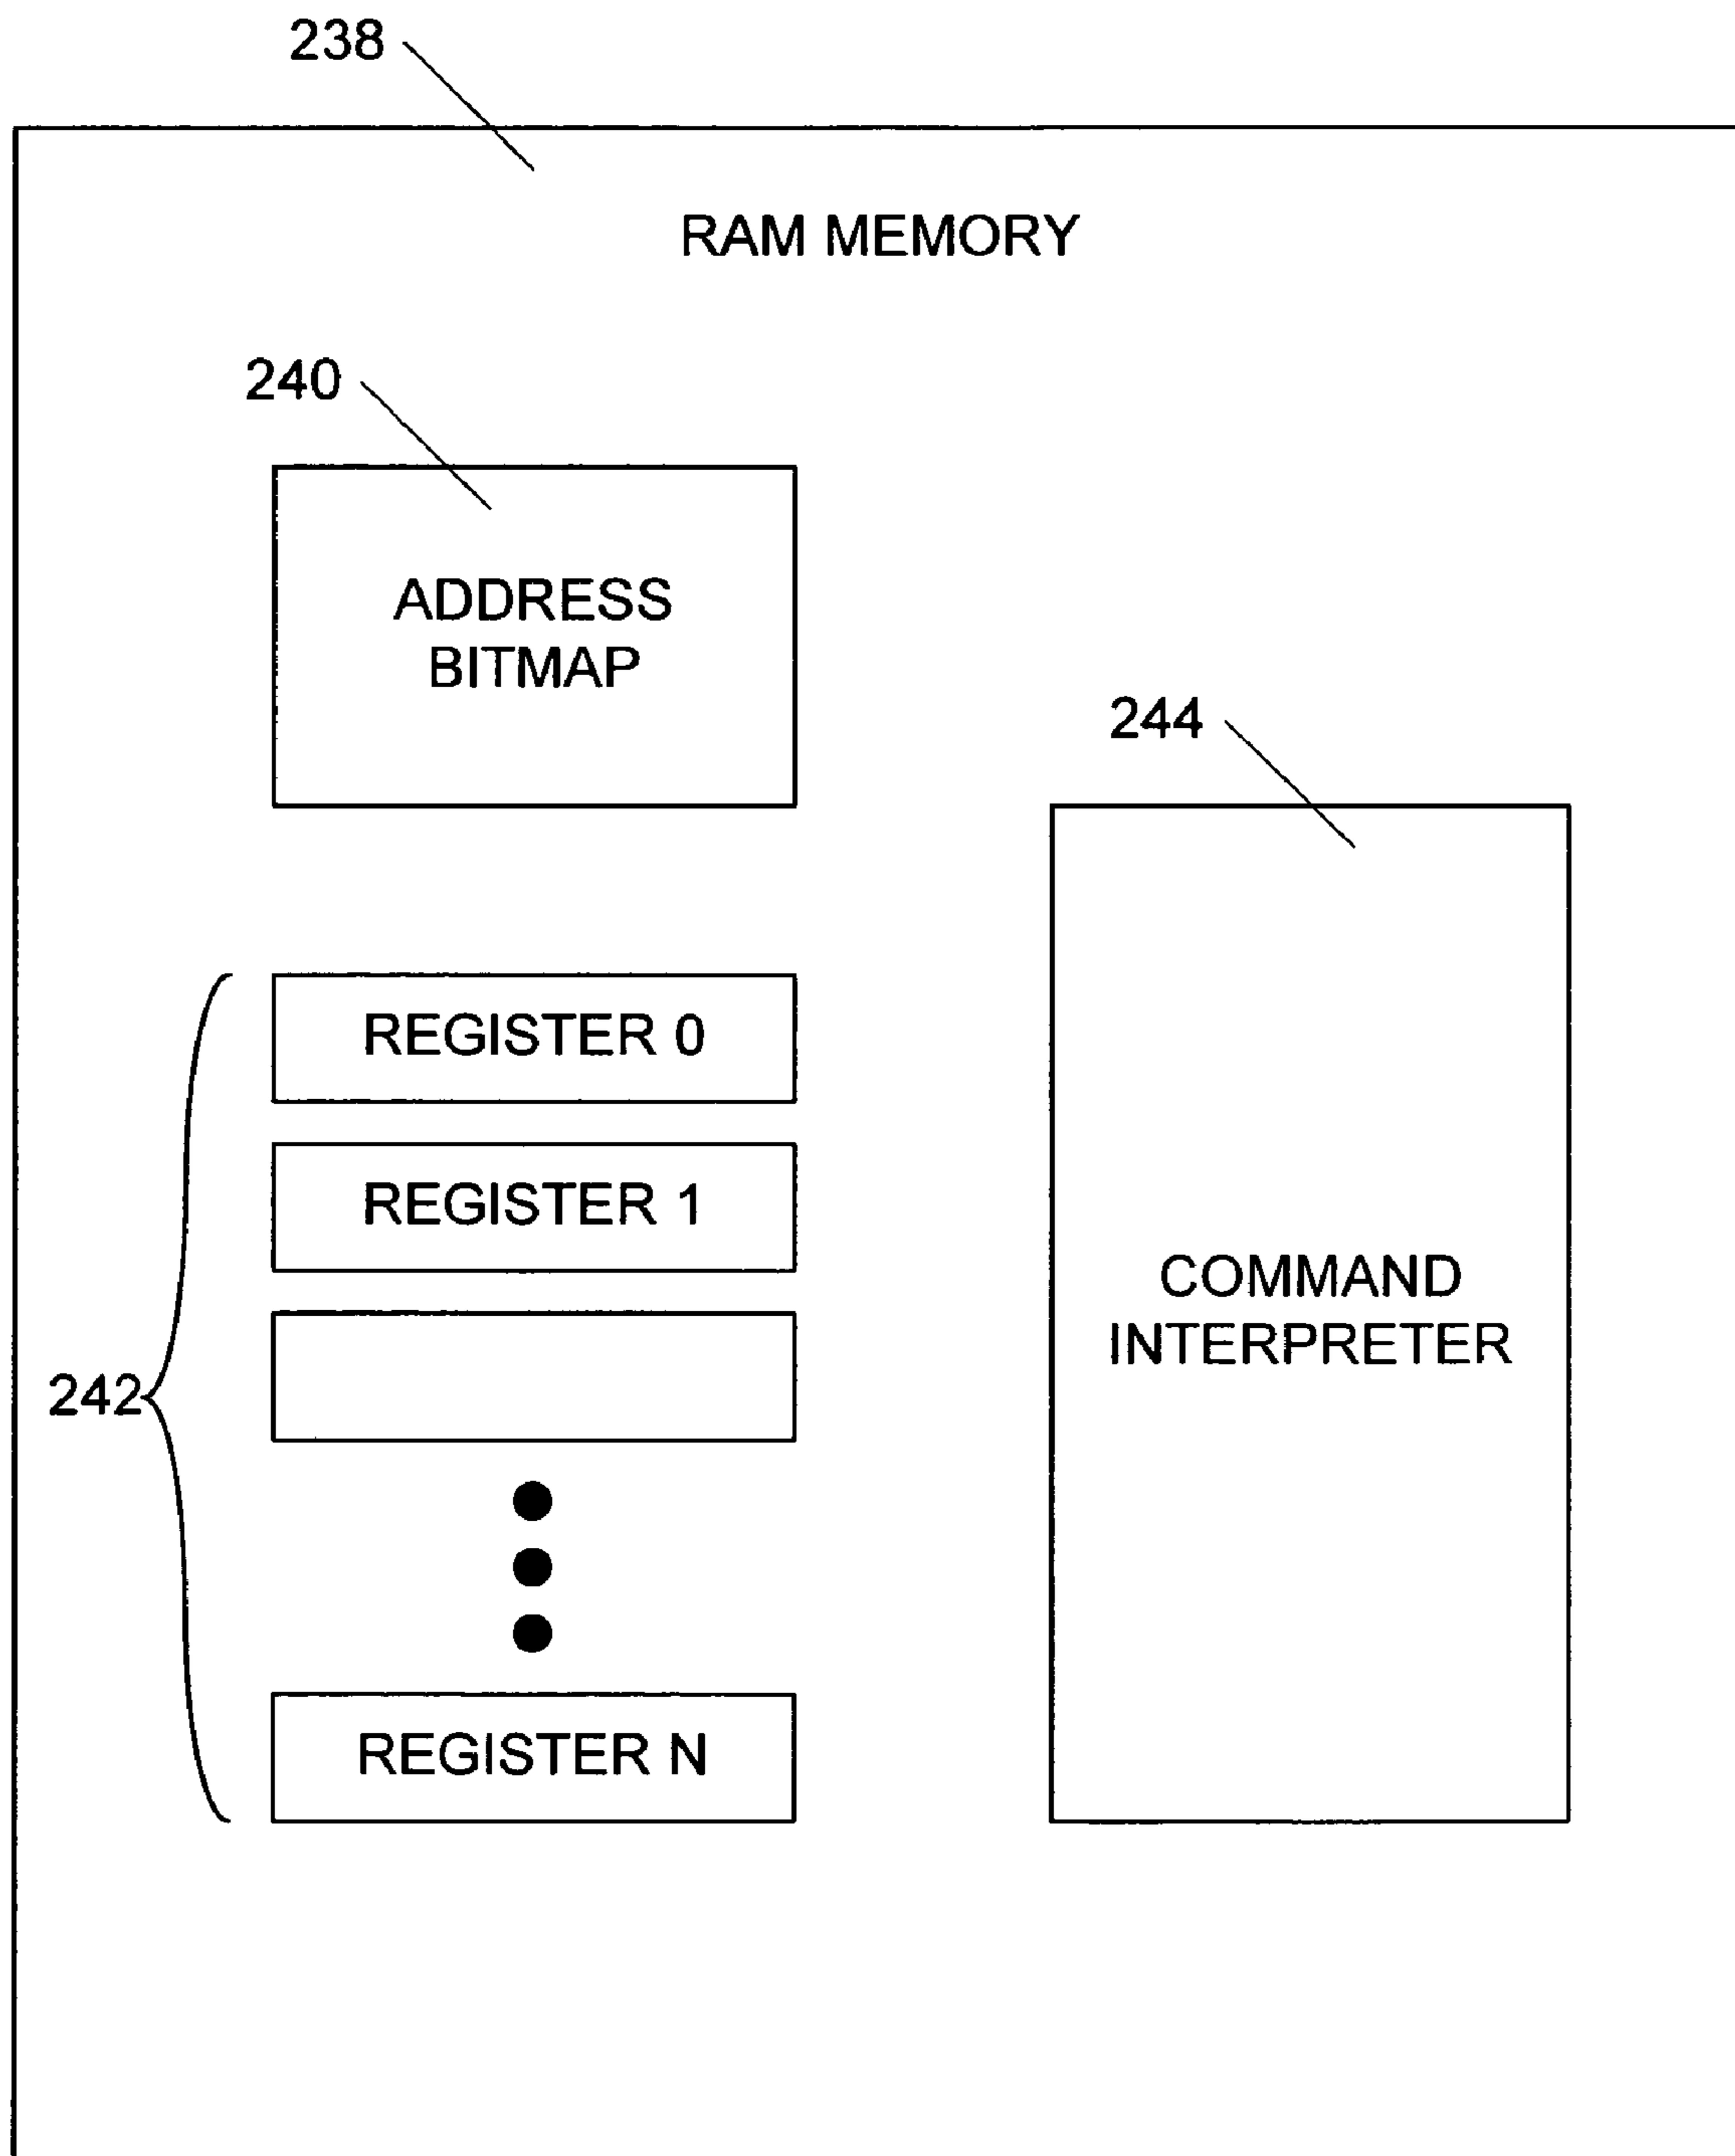 238
RAM MEMORY
240
ADDRESS
BITMAP
244
REGISTER 0
REGISTER 1
COMMAND
INTERPRETER
242
REGISTER N